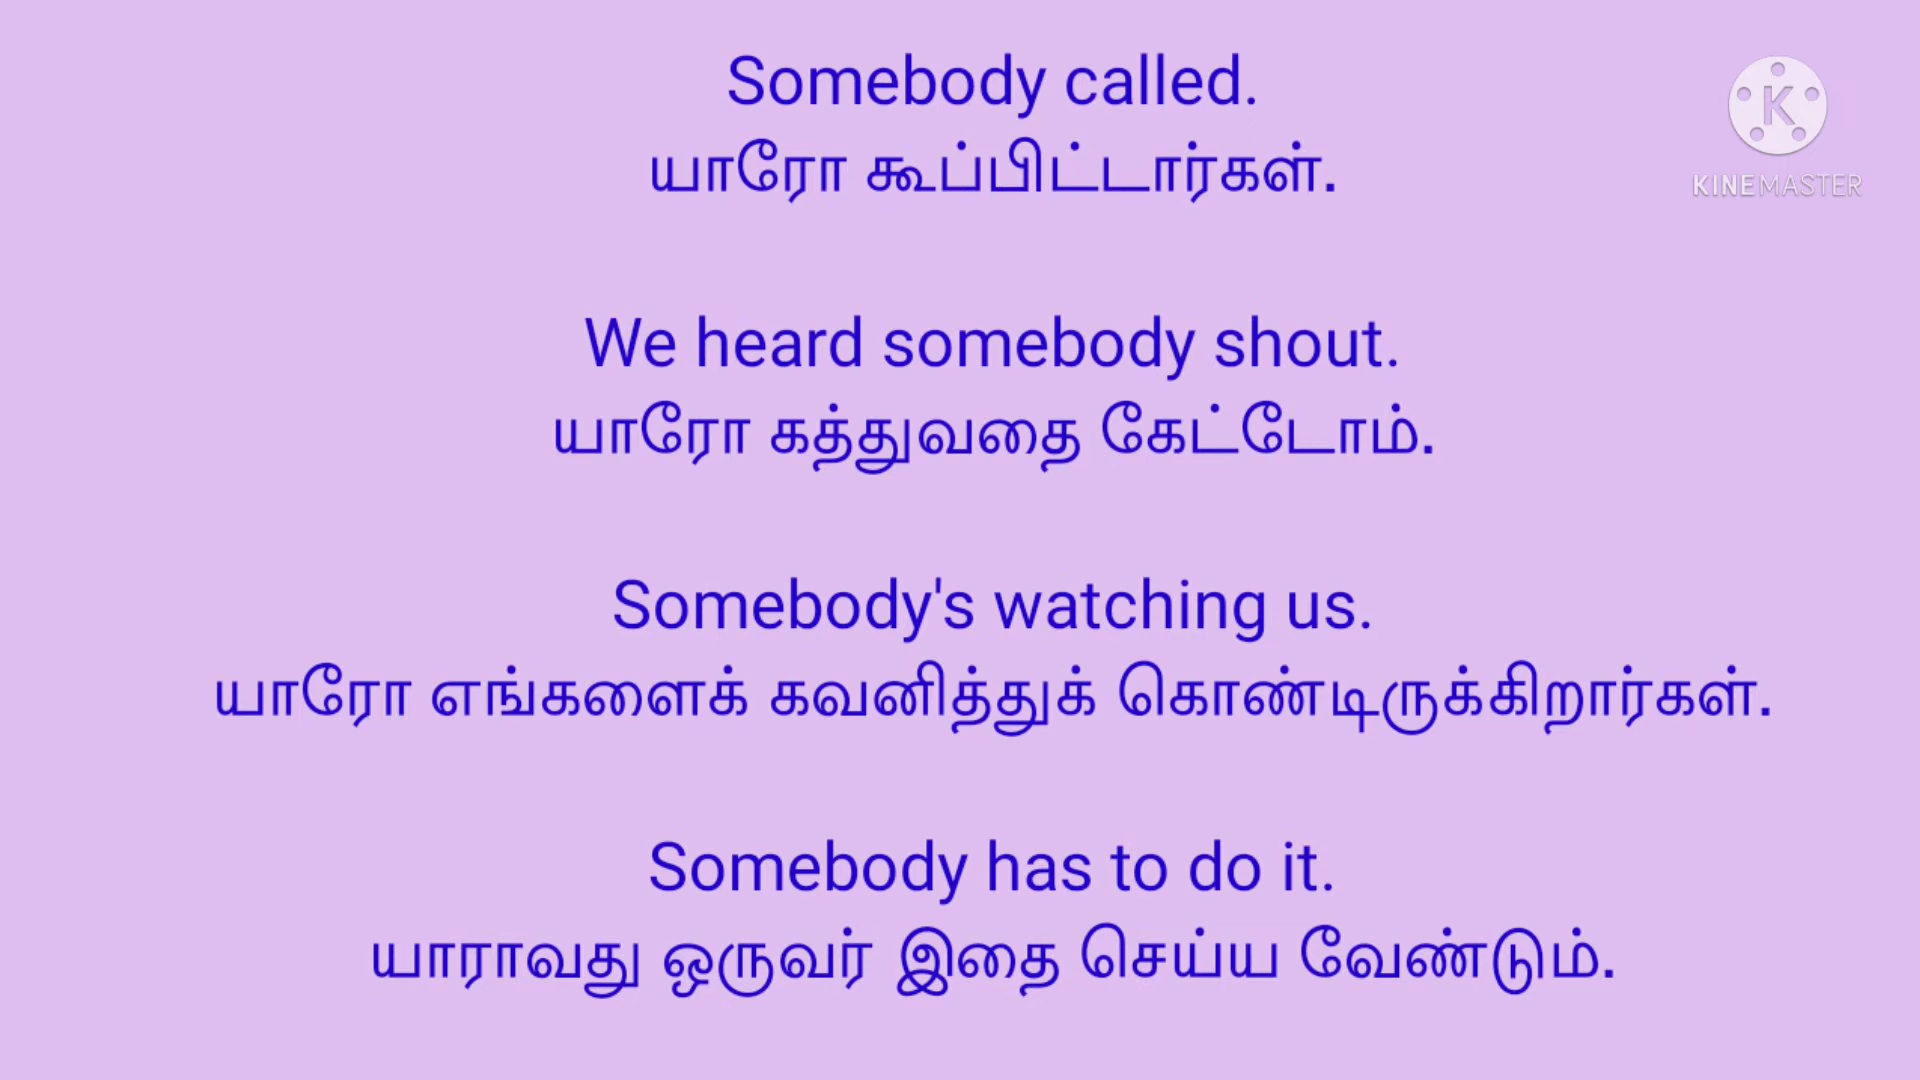 Somebody called.
யாரோ கூப்பிட்டார்கள்.
We heard somebody shout.
யாரோ கத்துவதை கேட்டோம்.
Somebody's watching us.
யாரோ எங்களைக் கவனித்துக் கொண்டிருக்கிறார்கள்.
Somebody has to do it.
யாராவது ஒருவர் இதை செய்ய வேண்டும்.
K
KINEMASTER